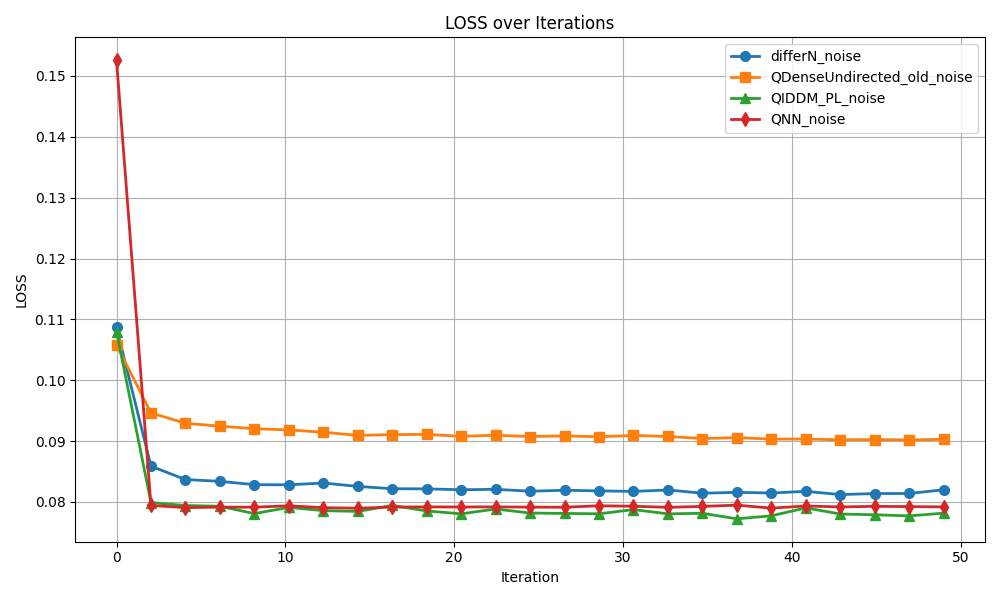 LOSS over Iterations
differN_noise
QDenseUndirected_old_noise
QIDDM_PL_noise
QNN_noise
0.15
0.14
0.13
0.12
0.11
0.10
0.09
0.08
LOSS
0 10 20 30 40 50
Iteration